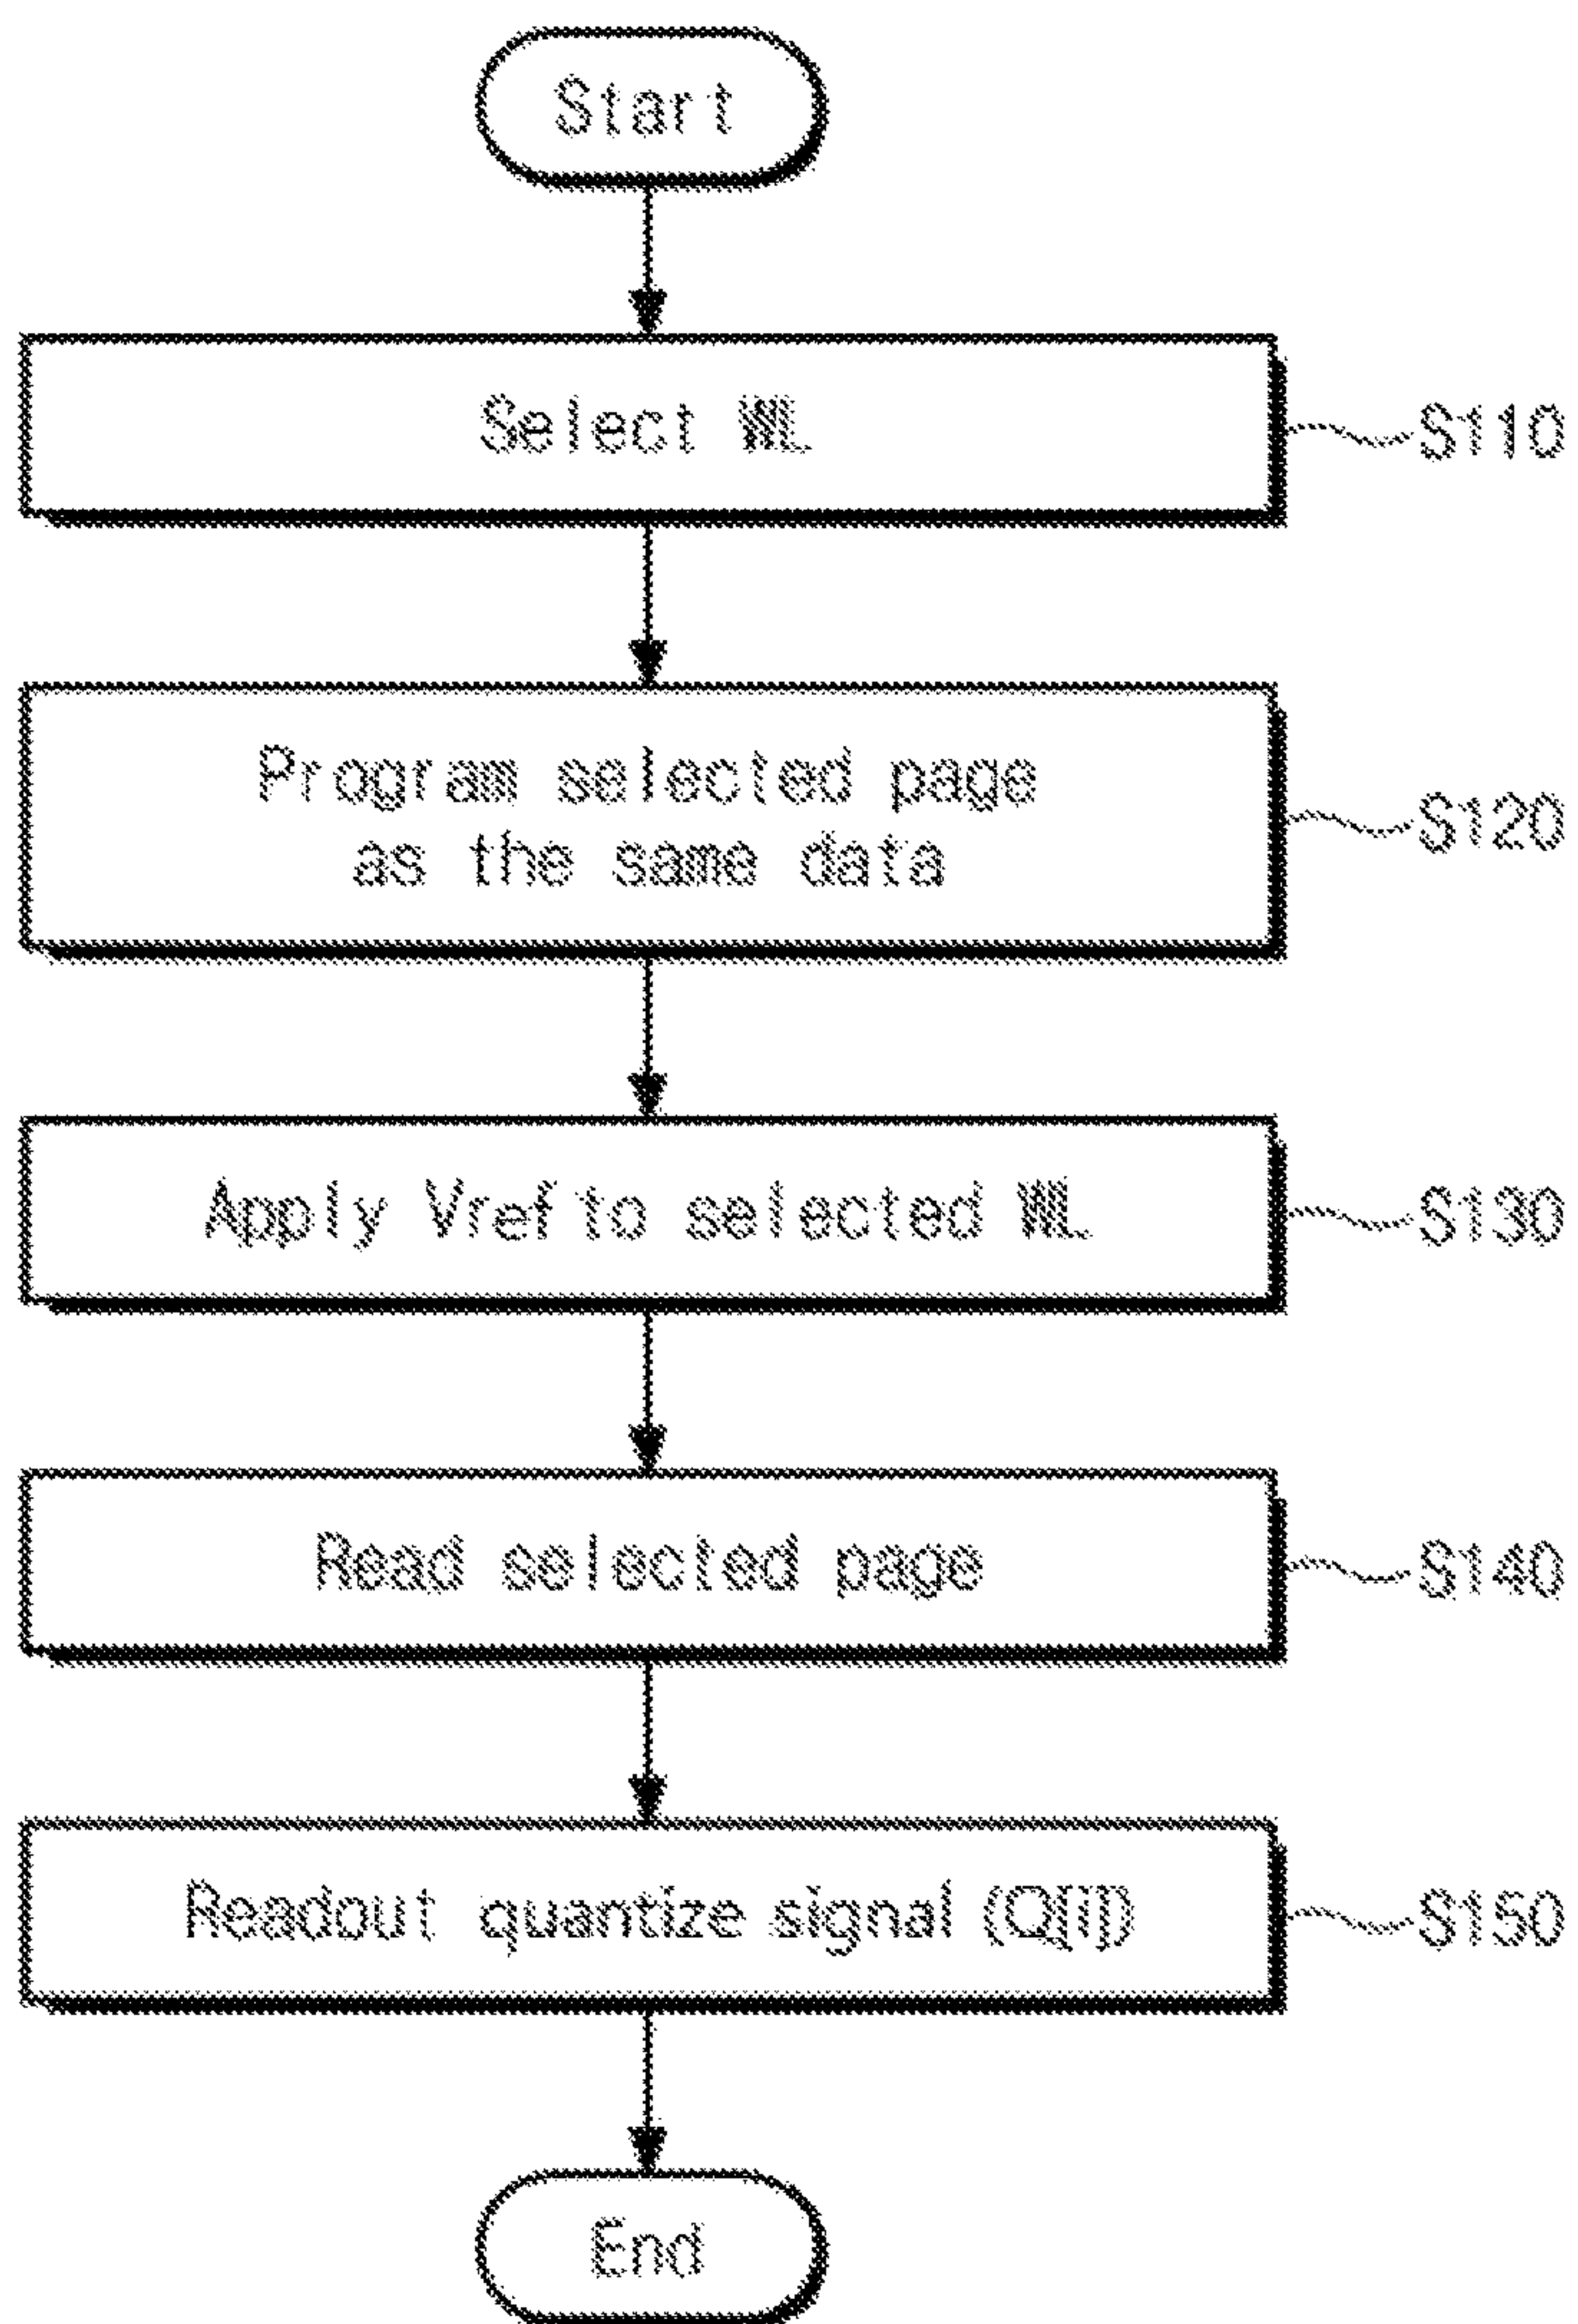 Start
Select WL
S110
Program selected page
as the same data
S120
Apply Vref to selected WL
S130
Read selected page
S140
Readout quantize signal (Q[i])
S150
End